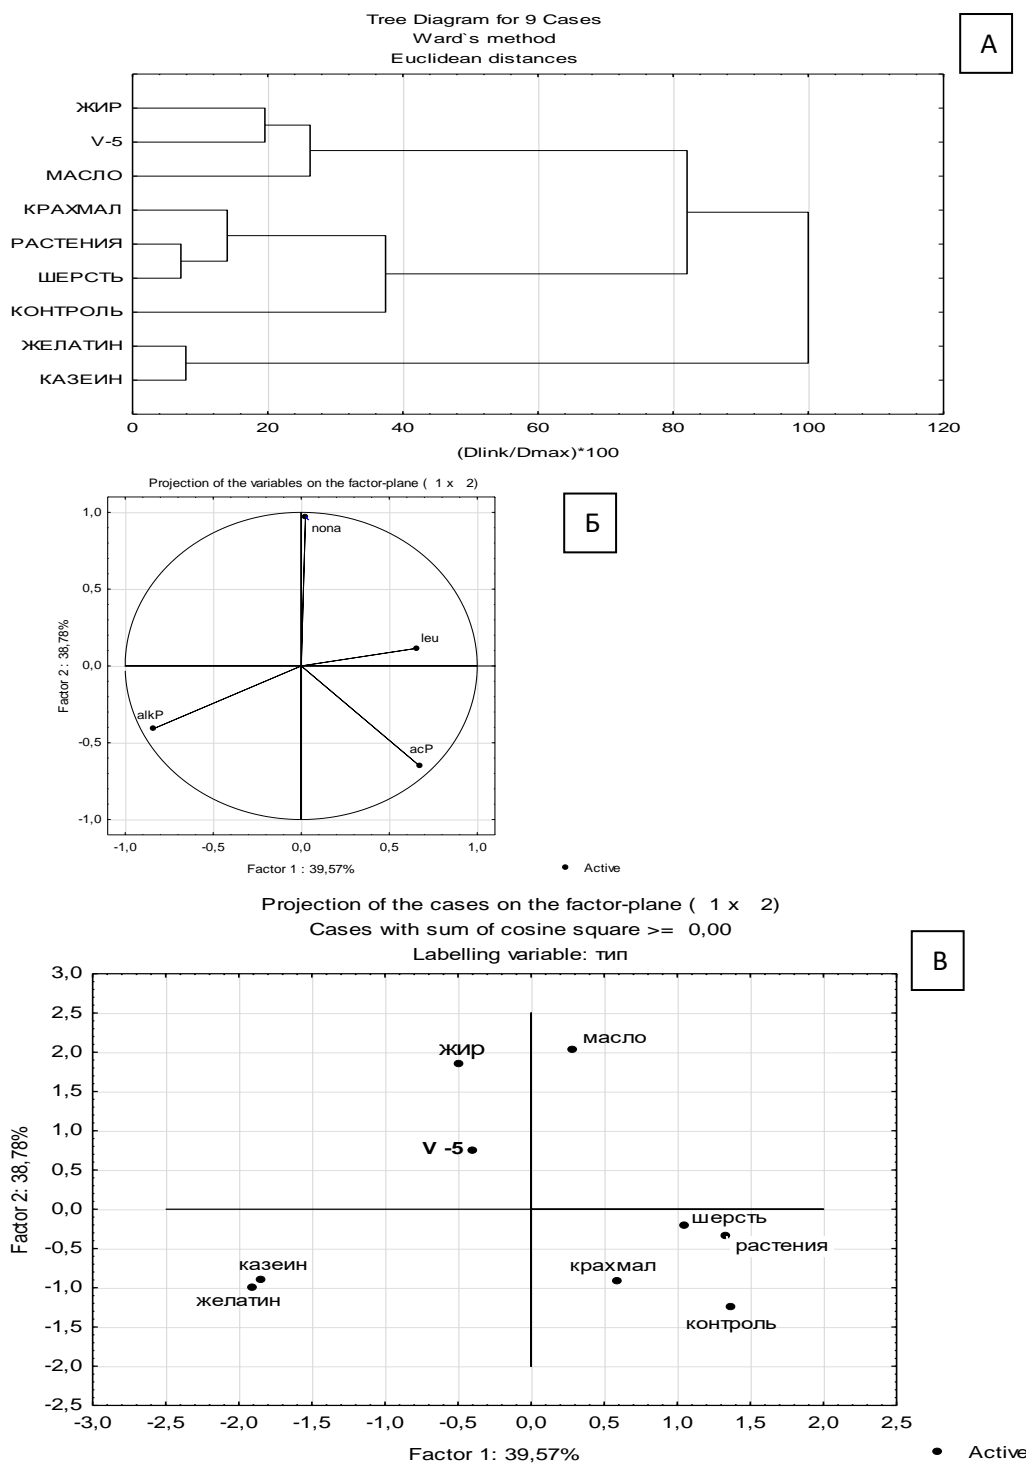 Tree Diagram for 9 Cases
Ward`s method
Euclidean distances
А
ЖИР
V-5
МАСЛО
КРАХМАЛ
РАСТЕНИЯ
ШЕРСТЬ
КОНТРОЛЬ
ЖЕЛАТИН
КАЗЕИН
0 20 40 60 80 100 120
(Dlink/Dmax)*100
Projection of the variables on the factor-plane ( 1 x 2)
Б
1,0
0,5
0,0
-0,5
-1,0
Factor 2 : 38,78%
nona
leu
alkP
acP
-1,0 -0,5 0,0 0,5 1,0
Factor 1 : 39,57%
Active
Projection of the cases on the factor-plane ( 1 x 2)
Cases with sum of cosine square >= 0,00
Labelling variable: тип
В
3,0
2,5
2,0
1,5
1,0
0,5
0,0
-0,5
-1,0
-1,5
-2,0
-2,5
Factor 2: 38,78%
жир
масло
V -5
шерсть
растения
казеин
крахмал
желатин
контроль
-3,0 -2,5 -2,0 -1,5 -1,0 -0,5 0,0 0,5 1,0 1,5 2,0 2,5
Factor 1: 39,57%
Active